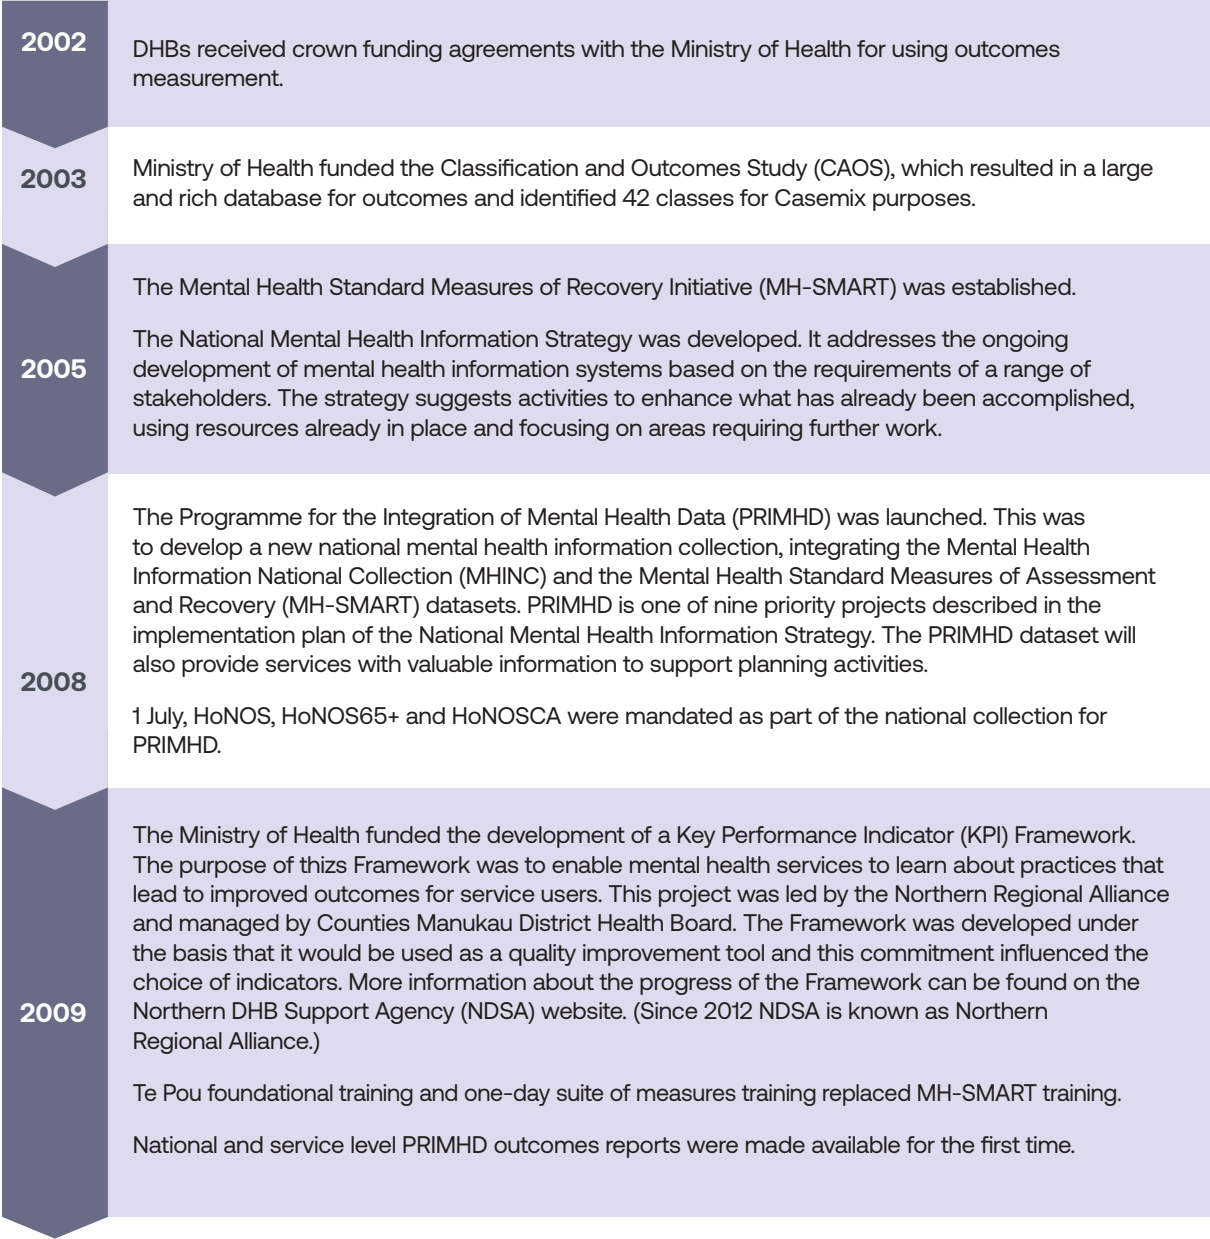 2002
DHBs received crown funding agreements with the Ministry of Health for using outcomes
measurement.
2003
Ministry of Health funded the Classification and Outcomes Study (CAOS), which resulted in a large
and rich database for outcomes and identified 42 classes for Casemix purposes.
2005
The Mental Health Standard Measures of Recovery Initiative (MH-SMART) was established.
The National Mental Health Information Strategy was developed. It addresses the ongoing
development of mental health information systems based on the requirements of a range of
stakeholders. The strategy suggests activities to enhance what has already been accomplished,
using resources already in place and focusing on areas requiring further work.
2008
The Programme for the Integration of Mental Health Data (PRIMHD) was launched. This was
to develop a new national mental health information collection, integrating the Mental Health
Information National Collection (MHINC) and the Mental Health Standard Measures of Assessment
and Recovery (MH-SMART) datasets. PRIMHD is one of nine priority projects described in the
implementation plan of the National Mental Health Information Strategy. The PRIMHD dataset will
also provide services with valuable information to support planning activities.
1 July, HoNOS, HoNOS65+ and HoNOSCA were mandated as part of the national collection for
PRIMHD.
2009
The Ministry of Health funded the development of a Key Performance Indicator (KPI) Framework.
The purpose of thizs Framework was to enable mental health services to learn about practices that
lead to improved outcomes for service users. This project was led by the Northern Regional Alliance
and managed by Counties Manukau District Health Board. The Framework was developed under
the basis that it would be used as a quality improvement tool and this commitment influenced the
choice of indicators. More information about the progress of the Framework can be found on the
Northern DHB Support Agency (NDSA) website. (Since 2012 NDSA is known as Northern
Regional Alliance.)
Te Pou foundational training and one-day suite of measures training replaced MH-SMART training.
National and service level PRIMHD outcomes reports were made available for the first time.